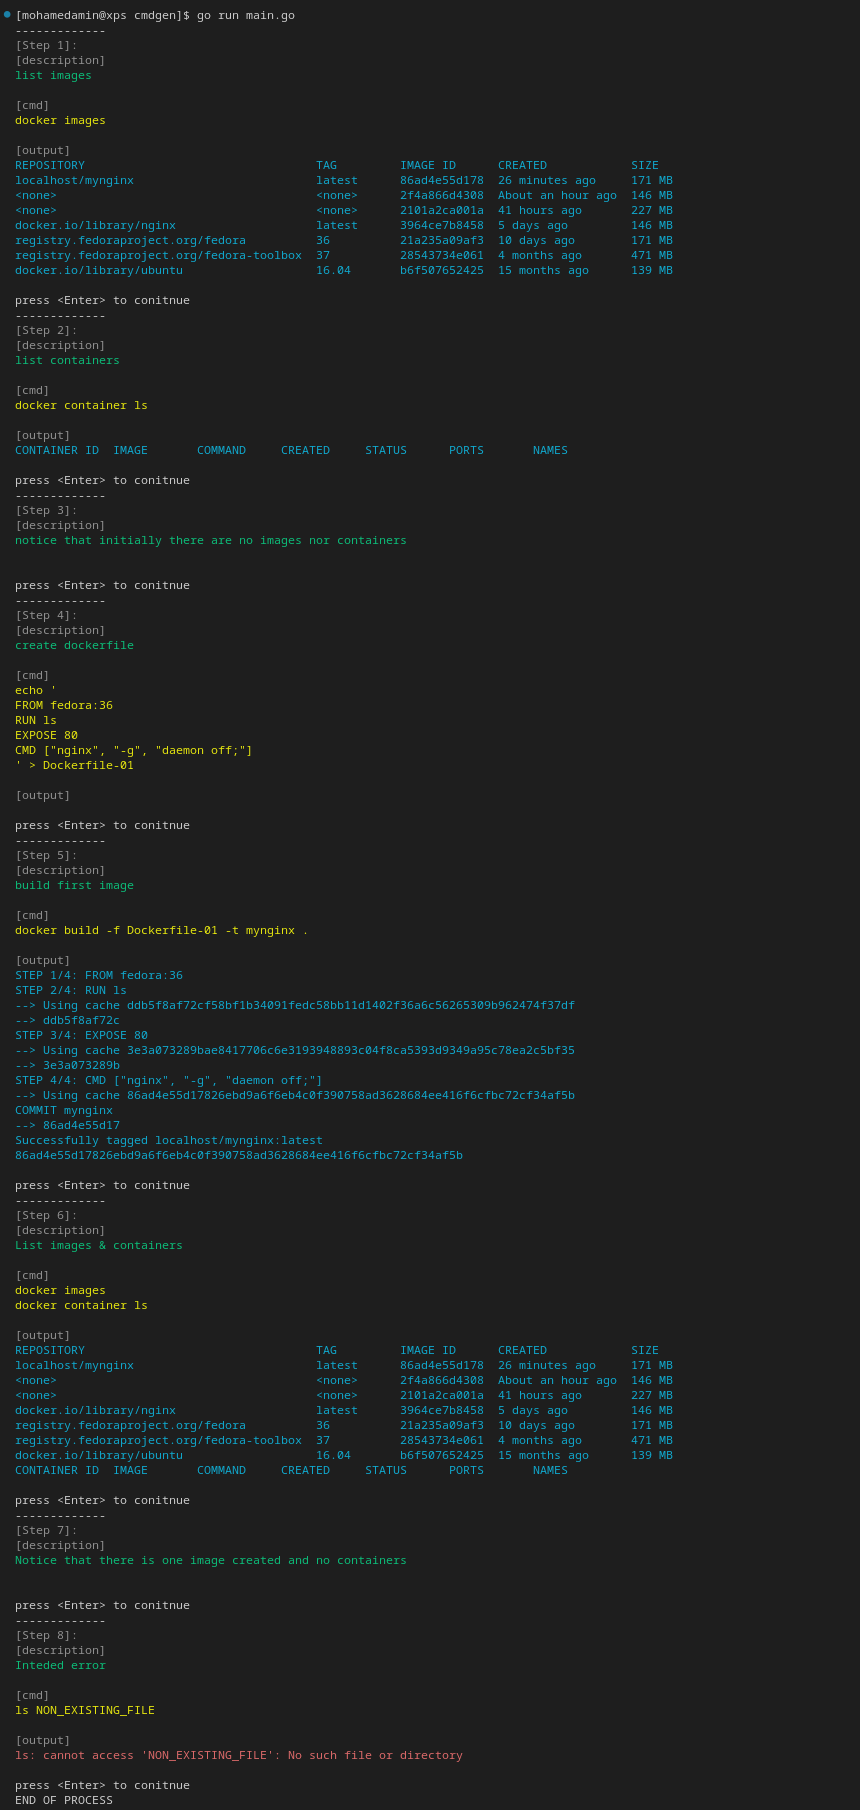 [mohamedamin@xps cmdgen]$ go run main.go
-------------
[Step 1]:
[description]
list images
[cmd]
docker images
[output]
REPOSITORY                                 TAG         IMAGE ID      CREATED            SIZE
localhost/mynginx                          latest      86ad4e55d178  26 minutes ago     171 MB
<none>                                     <none>      2f4a866d4308  About an hour ago  146 MB
<none>                                     <none>      2101a2ca001a  41 hours ago       227 MB
docker.io/library/nginx                    latest      3964ce7b8458  5 days ago         146 MB
registry.fedoraproject.org/fedora          36          21a235a09af3  10 days ago        171 MB
registry.fedoraproject.org/fedora-toolbox  37          28543734e061  4 months ago       471 MB
docker.io/library/ubuntu                   16.04       b6f507652425  15 months ago      139 MB
press <Enter> to conitnue
-------------
[Step 2]:
[description]
list containers
[cmd]
docker container ls
[output]
CONTAINER ID  IMAGE       COMMAND     CREATED     STATUS      PORTS       NAMES
press <Enter> to conitnue
-------------
[Step 3]:
[description]
notice that initially there are no images nor containers
press <Enter> to conitnue
-------------
[Step 4]:
[description]
create dockerfile
[cmd]
echo '
FROM fedora:36
RUN ls
EXPOSE 80
CMD ["nginx", "-g", "daemon off;"]
' > Dockerfile-01
[output]
press <Enter> to conitnue
-------------
[Step 5]:
[description]
build first image
[cmd]
docker build -f Dockerfile-01 -t mynginx .
[output]
STEP 1/4: FROM fedora:36
STEP 2/4: RUN ls
--> Using cache ddb5f8af72cf58bf1b34091fedc58bb11d1402f36a6c56265309b962474f37df
--> ddb5f8af72c
STEP 3/4: EXPOSE 80
--> Using cache 3e3a073289bae8417706c6e3193948893c04f8ca5393d9349a95c78ea2c5bf35
--> 3e3a073289b
STEP 4/4: CMD ["nginx", "-g", "daemon off;"]
--> Using cache 86ad4e55d17826ebd9a6f6eb4c0f390758ad3628684ee416f6cfbc72cf34af5b
COMMIT mynginx
--> 86ad4e55d17
Successfully tagged localhost/mynginx:latest
86ad4e55d17826ebd9a6f6eb4c0f390758ad3628684ee416f6cfbc72cf34af5b
press <Enter> to conitnue
-------------
[Step 6]:
[description]
List images & containers
[cmd]
docker images
docker container ls
[output]
REPOSITORY                                 TAG         IMAGE ID      CREATED            SIZE
localhost/mynginx                          latest      86ad4e55d178  26 minutes ago     171 MB
<none>                                     <none>      2f4a866d4308  About an hour ago  146 MB
<none>                                     <none>      2101a2ca001a  41 hours ago       227 MB
docker.io/library/nginx                    latest      3964ce7b8458  5 days ago         146 MB
registry.fedoraproject.org/fedora          36          21a235a09af3  10 days ago        171 MB
registry.fedoraproject.org/fedora-toolbox  37          28543734e061  4 months ago       471 MB
docker.io/library/ubuntu                   16.04       b6f507652425  15 months ago      139 MB
CONTAINER ID  IMAGE       COMMAND     CREATED     STATUS      PORTS       NAMES
press <Enter> to conitnue
-------------
[Step 7]:
[description]
Notice that there is one image created and no containers
press <Enter> to conitnue
-------------
[Step 8]:
[description]
Inteded error
[cmd]
ls NON_EXISTING_FILE
[output]
ls: cannot access 'NON_EXISTING_FILE': No such file or directory
press <Enter> to conitnue
END OF PROCESS